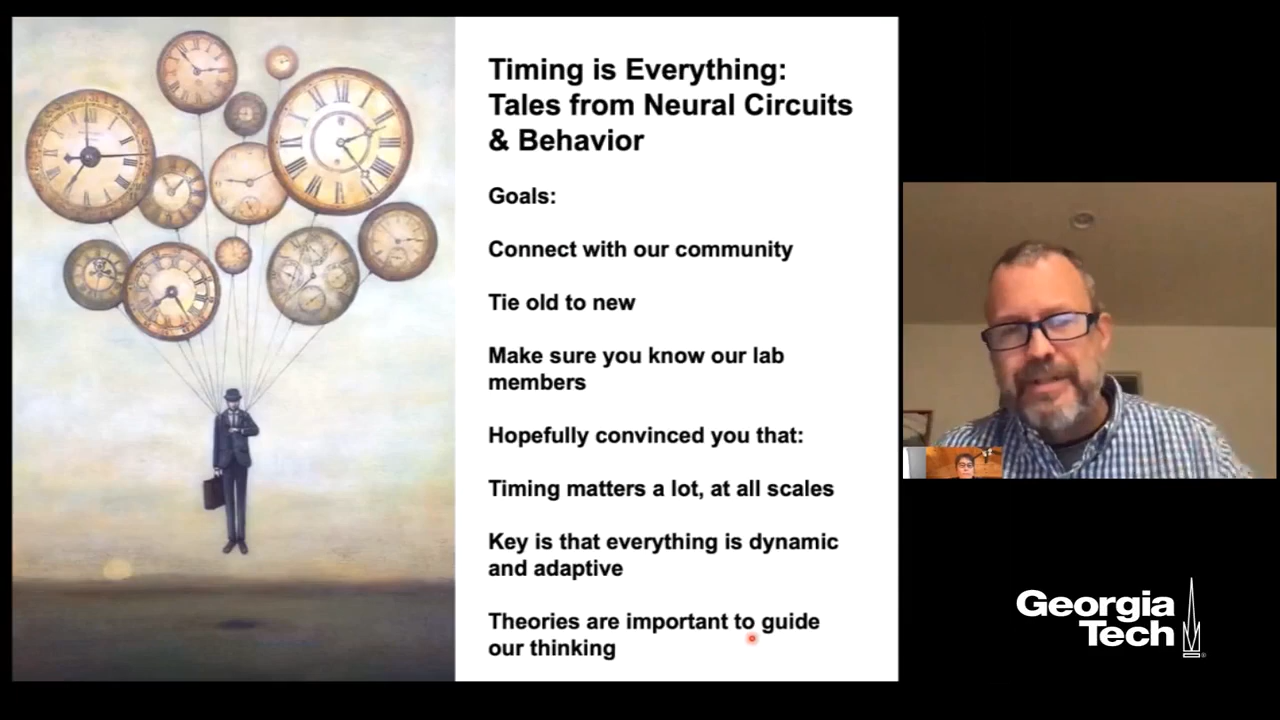 Timing is Everything:
Tales from Neural Circuits
& Behavior
Goals:
Connect with our community
Tie old to new
Make sure you know our lab
members
Hopefully convinced you that:
Timing matters a lot, at all scales
Key is that everything is dynamic
and adaptive
Theories are important to guide
our thinking
Georgia
Tech